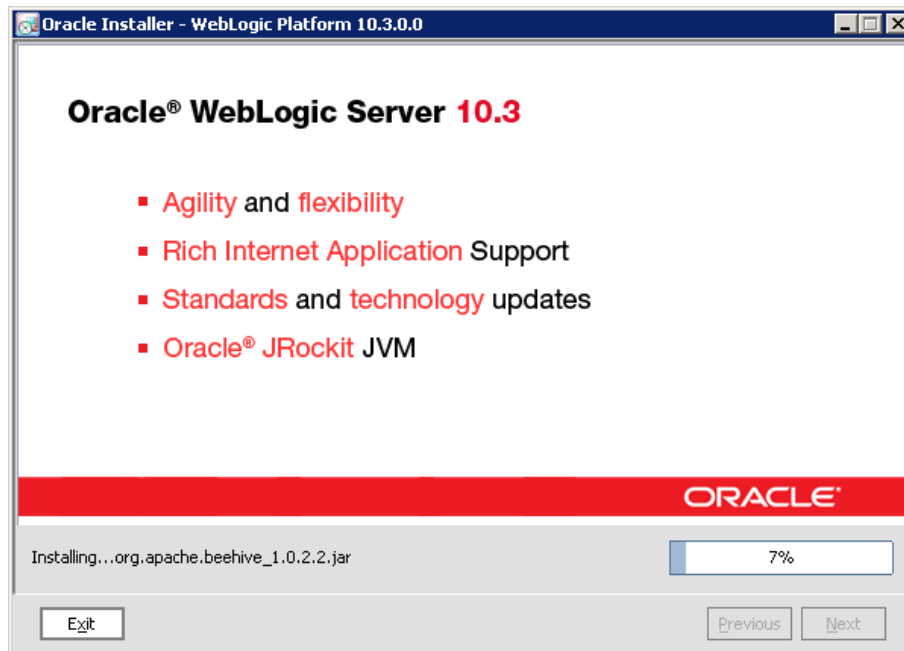 Oracle Installer - WebLogic Platform 10.3.0.0
Oracle® WebLogic Server 10.3
Agility and flexibility
Rich Internet Application Support
Standards and technology updates
Oracle® JRockit JVM
ORACLE
Installing...org.apache.beehive_1.0.2.2.jar
7%
Exit
Previous
Next